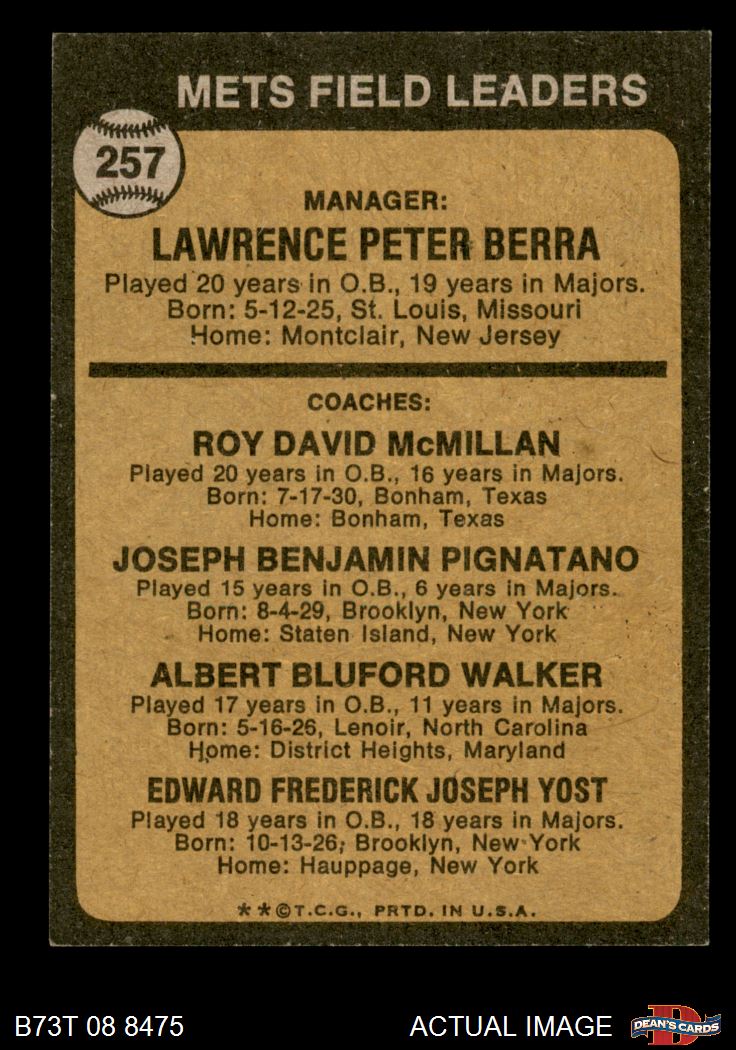 METS FIELD LEADERS
257
MANAGER:
LAWRENCE PETER BERRA
Played 20 years in O.B., 19 years in Majors.
Born: 5-12-25, St. Louis, Missouri
Home: Montclair, New Jersey
COACHES:
ROY DAVID McMILLAN
Played 20 years in O.B., 16 years in Majors.
Born: 7-17-30, Bonham, Texas
Home: Bonham, Texas
JOSEPH BENJAMIN PIGNATANO
Played 15 years in O.B., 6 years in Majors.
Born: 8-4-29, Brooklyn, New York
Home: Staten Island, New York
ALBERT BLUFORD WALKER
Played 17 years in O.B., 11 years in Majors.
Born: 5-16-26, Lenoir, North Carolina
Home: District Heights, Maryland
EDWARD FREDERICK JOSEPH YOST
Played 18 years in O.B., 18 years in Majors.
Born: 10-13-26, Brooklyn, New York
Home: Hauppage, New York
**©T.C.G., PRTD. IN U.S.A.
B73T 08 8475
ACTUAL IMAGE
D
DEAN'S CARDS